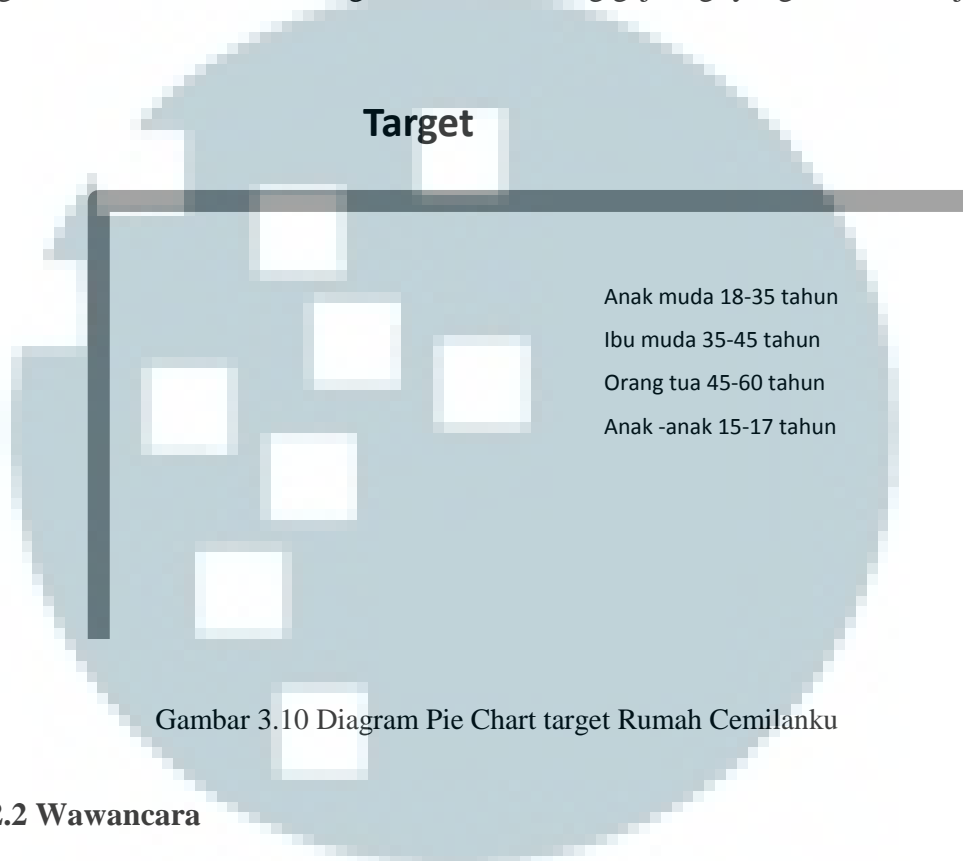 Target
Anak muda 18-35 tahun
Ibu muda 35-45 tahun
Orang tua 45-60 tahun
Anak -anak 15-17 tahun
Gambar 3.10 Diagram Pie Chart target Rumah Cemilanku
2.2 Wawancara